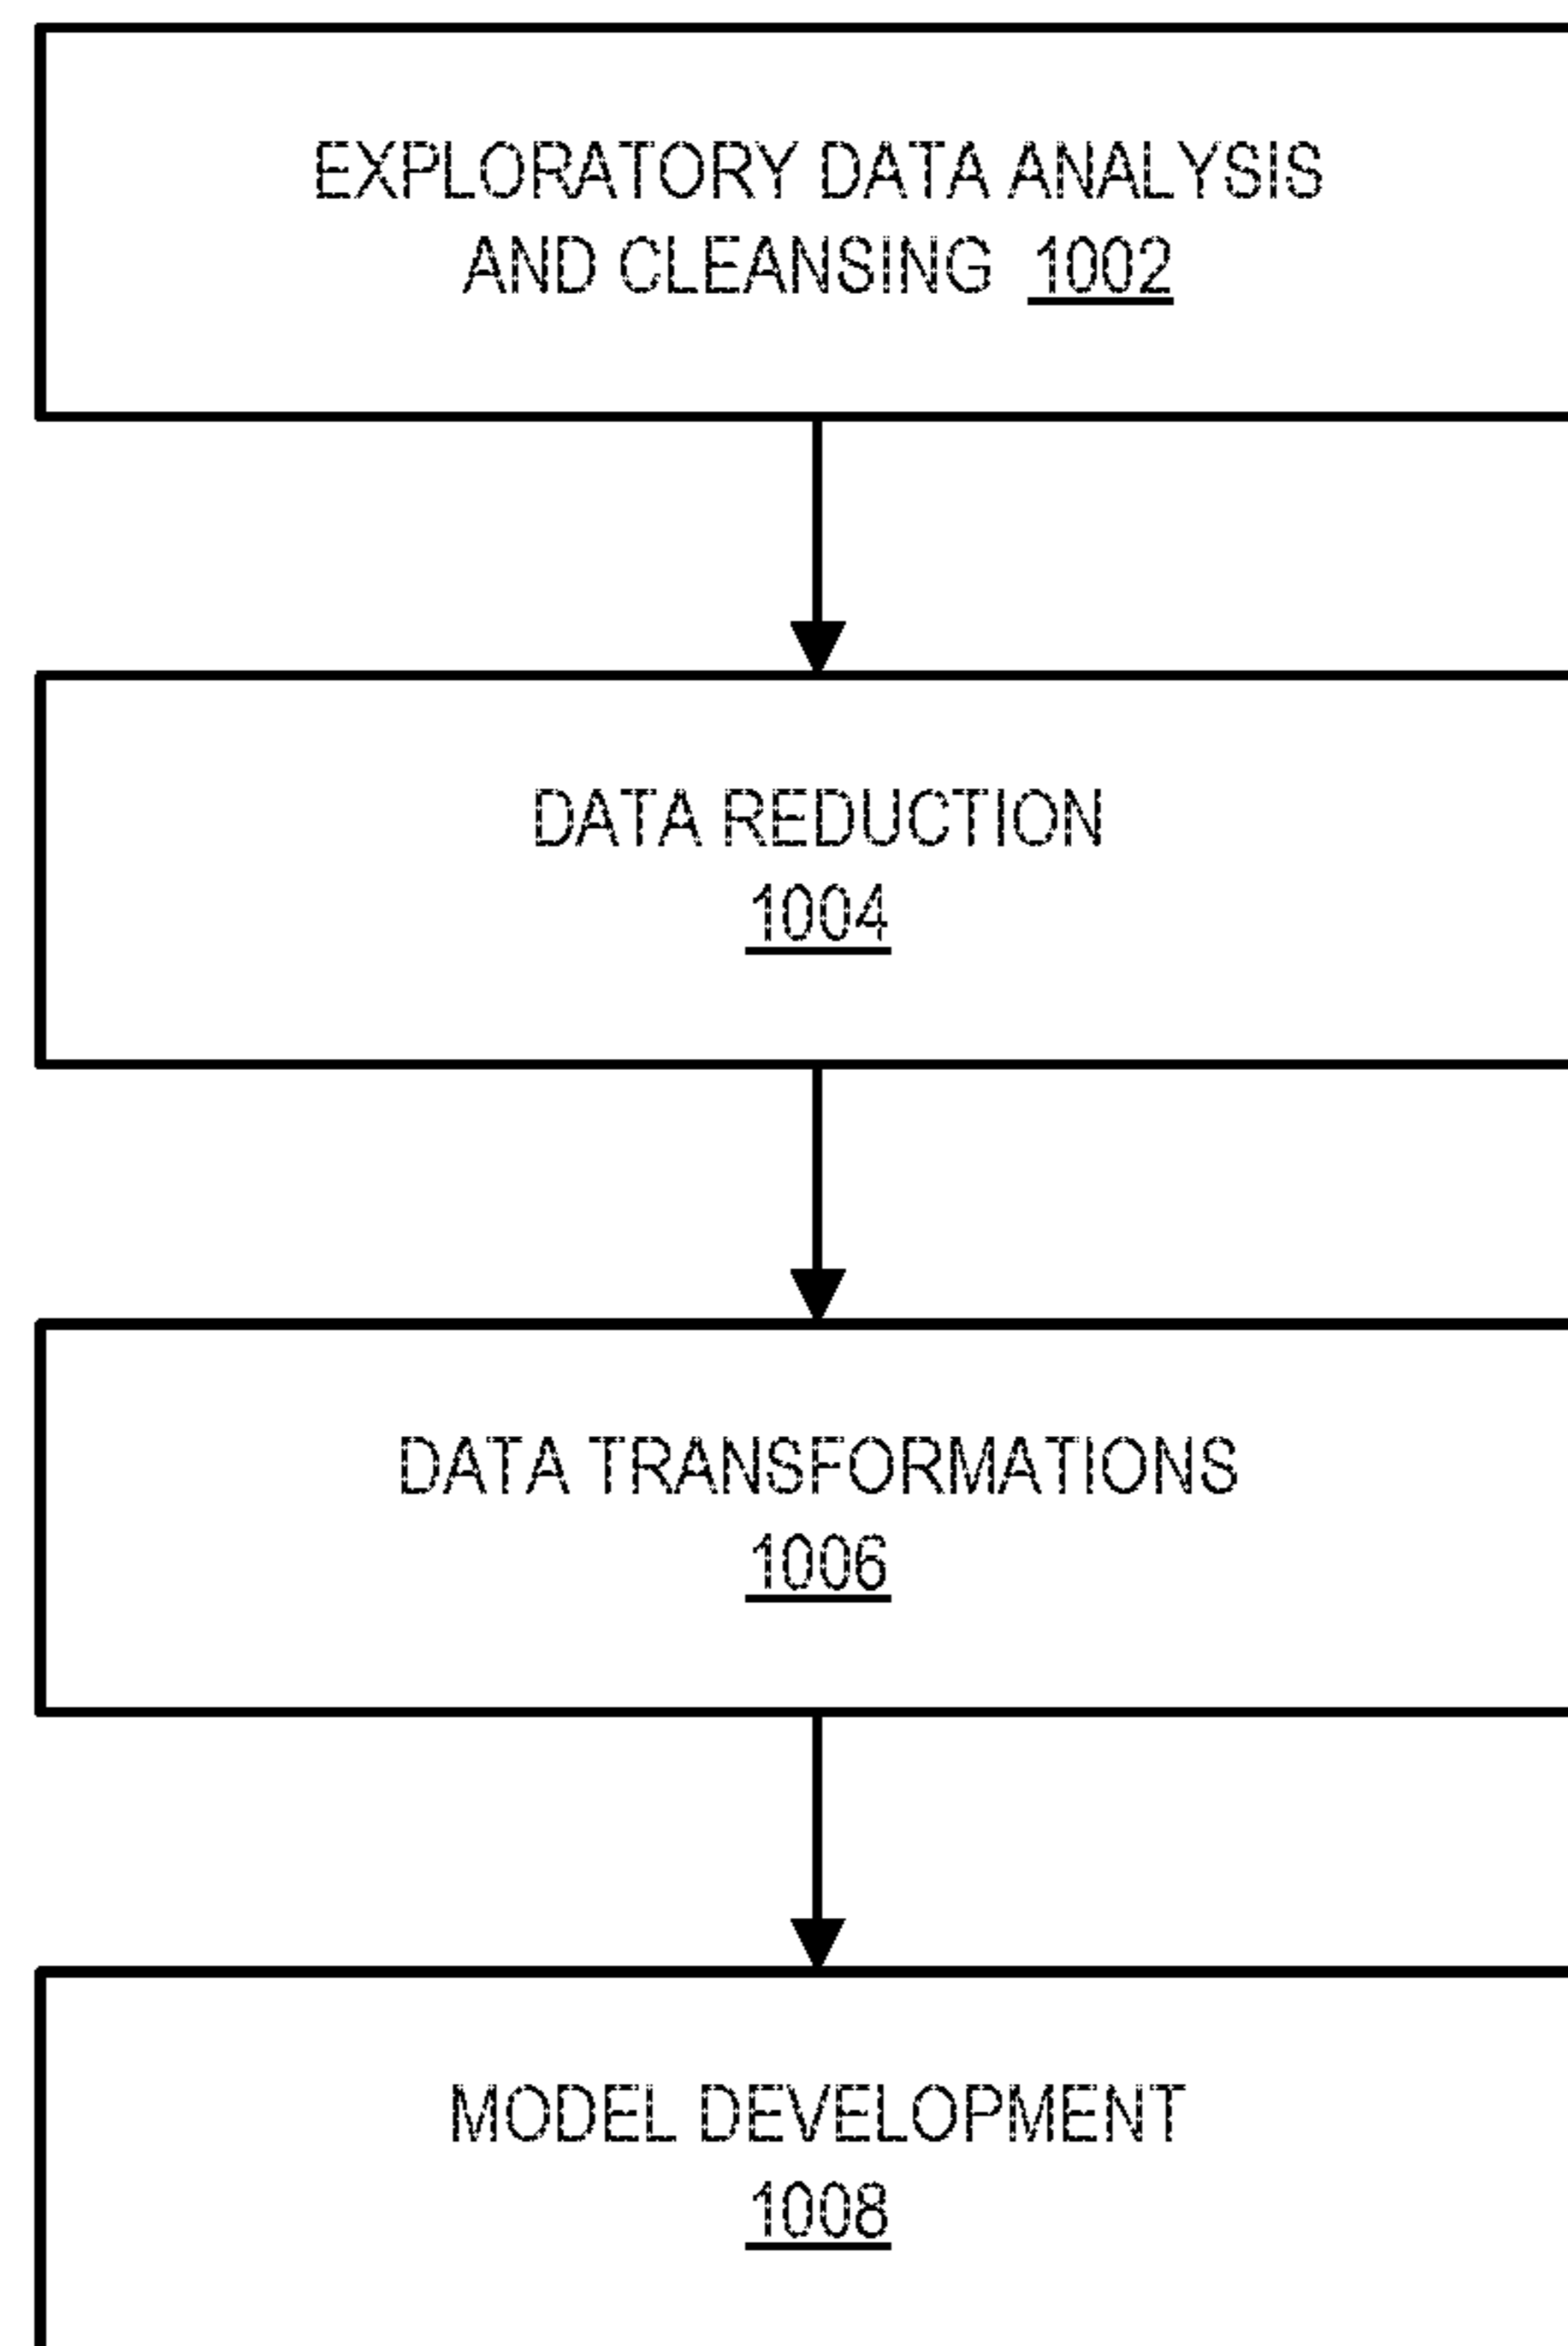 EXPLORATORY DATA ANALYSIS
AND CLEANSING 1002
DATA REDUCTION
1004
DATA TRANSFORMATIONS
1006
MODEL DEVELOPMENT
1008